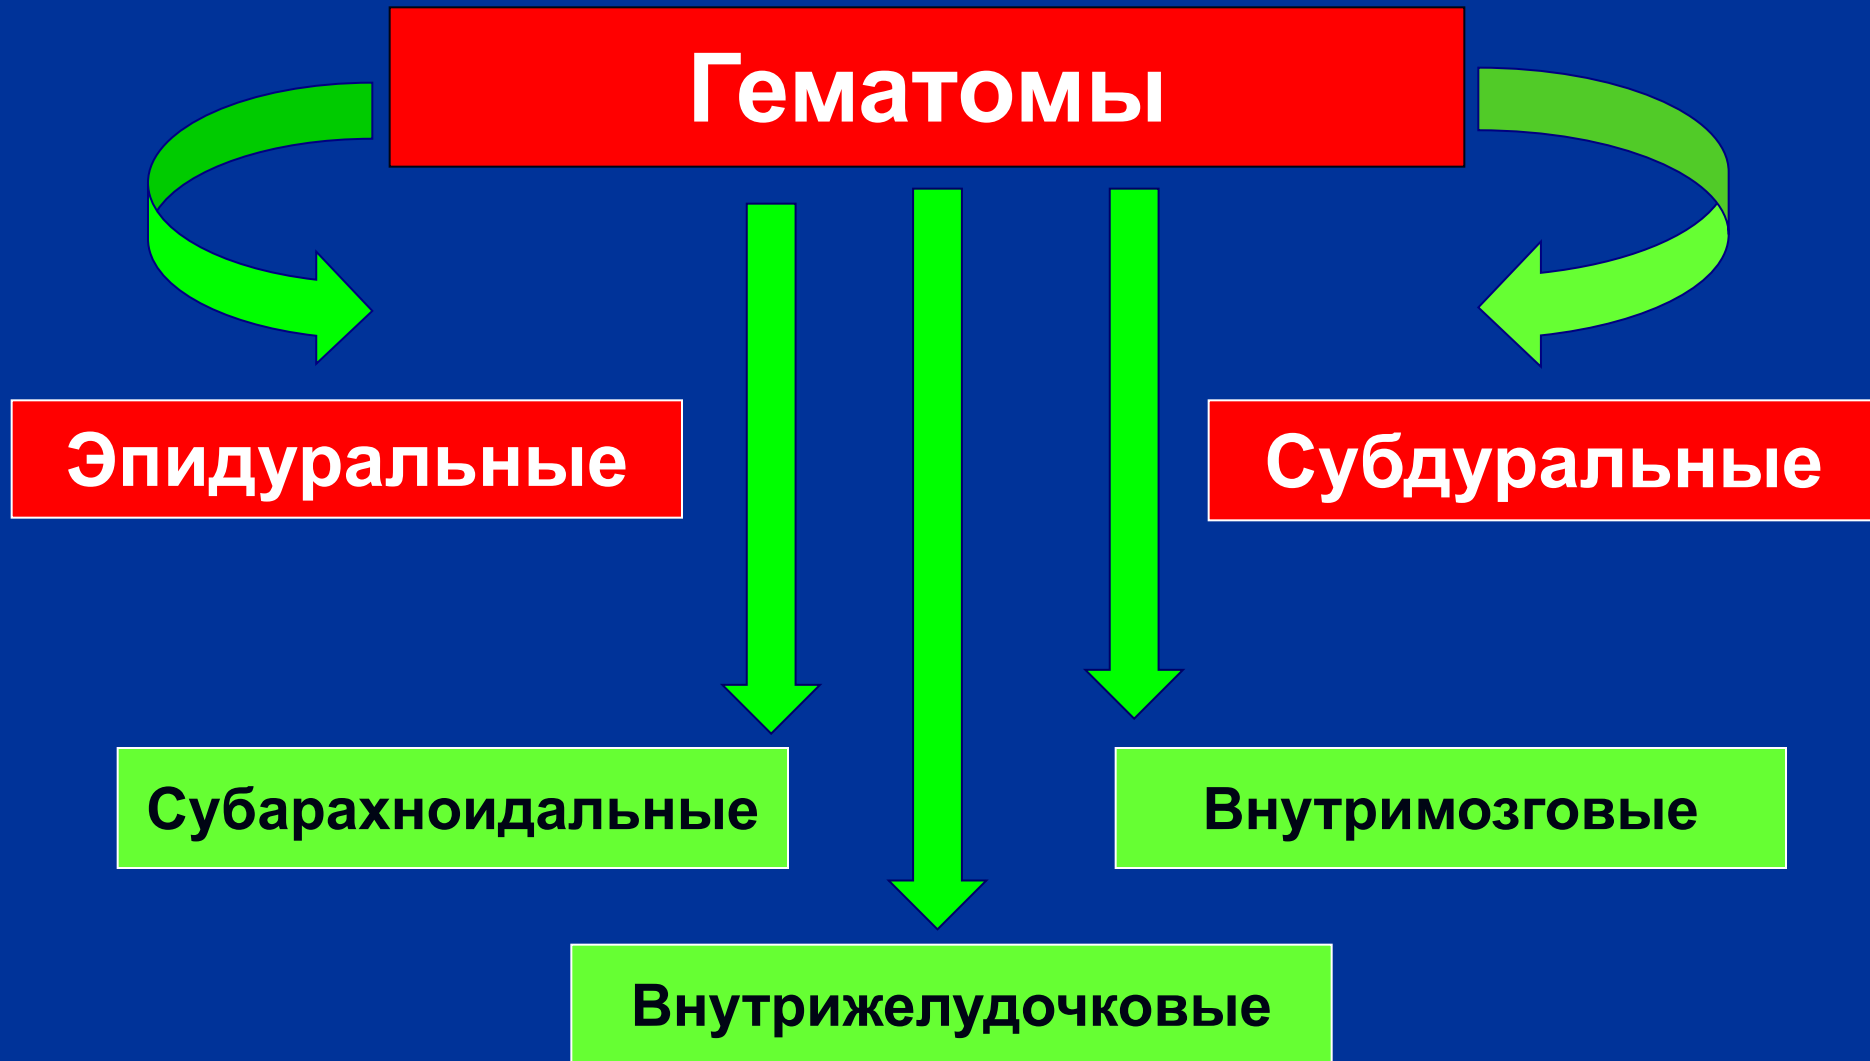 Гематомы
Эпидуральные
Субдуральные
Субарахноидальные
Внутримозговые
Внутрижелудочковые